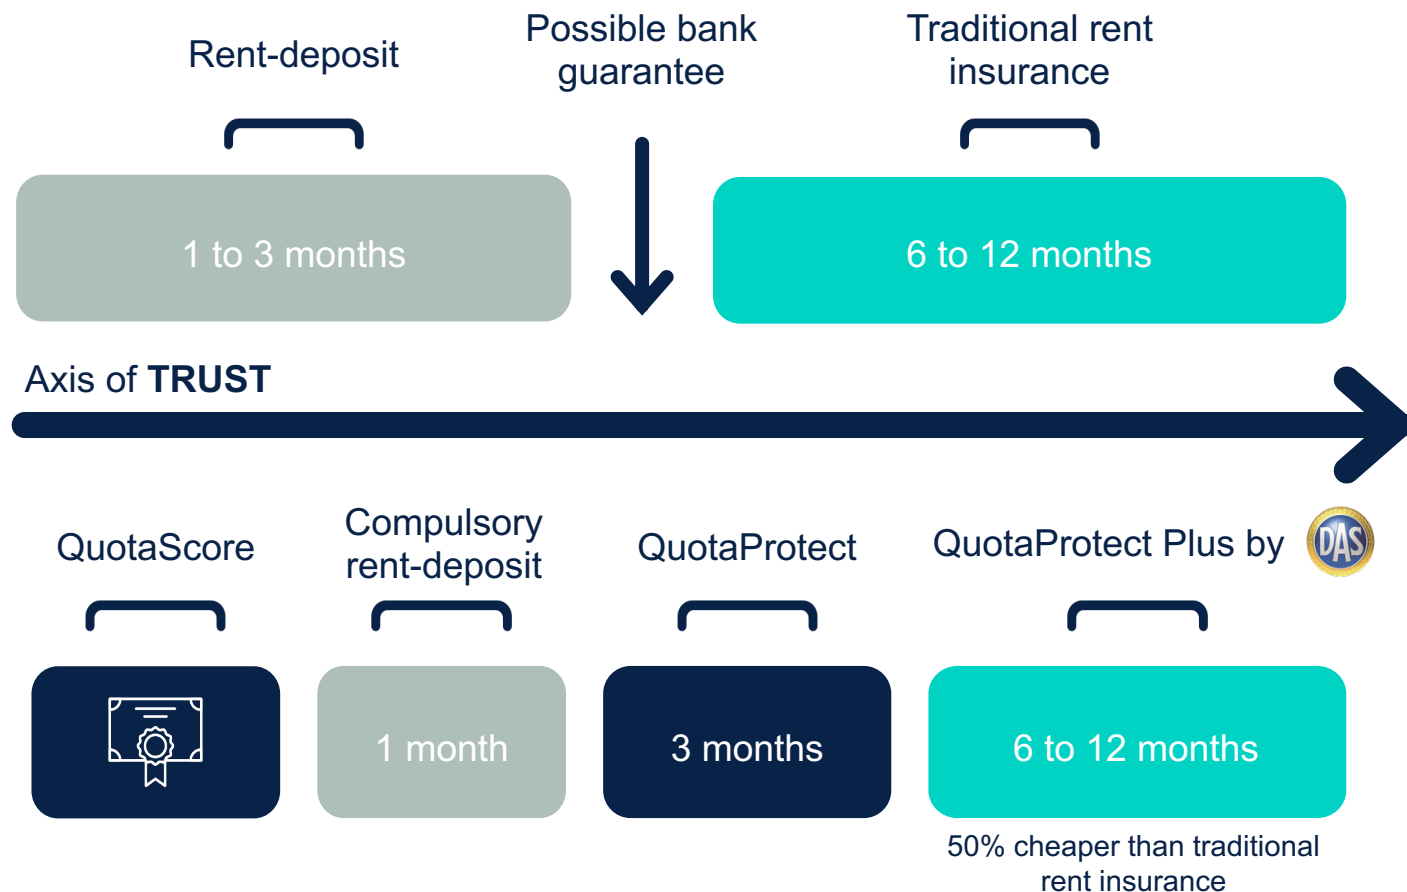 Rent-deposit
Possible bank
guarantee
Traditional rent
insurance
1 to 3 months
6 to 12 months
Axis of TRUST
QuotaScore
Compulsory
rent-deposit
QuotaProtect
QuotaProtect Plus by DAS
1 month
3 months
6 to 12 months
50% cheaper than traditional
rent insurance